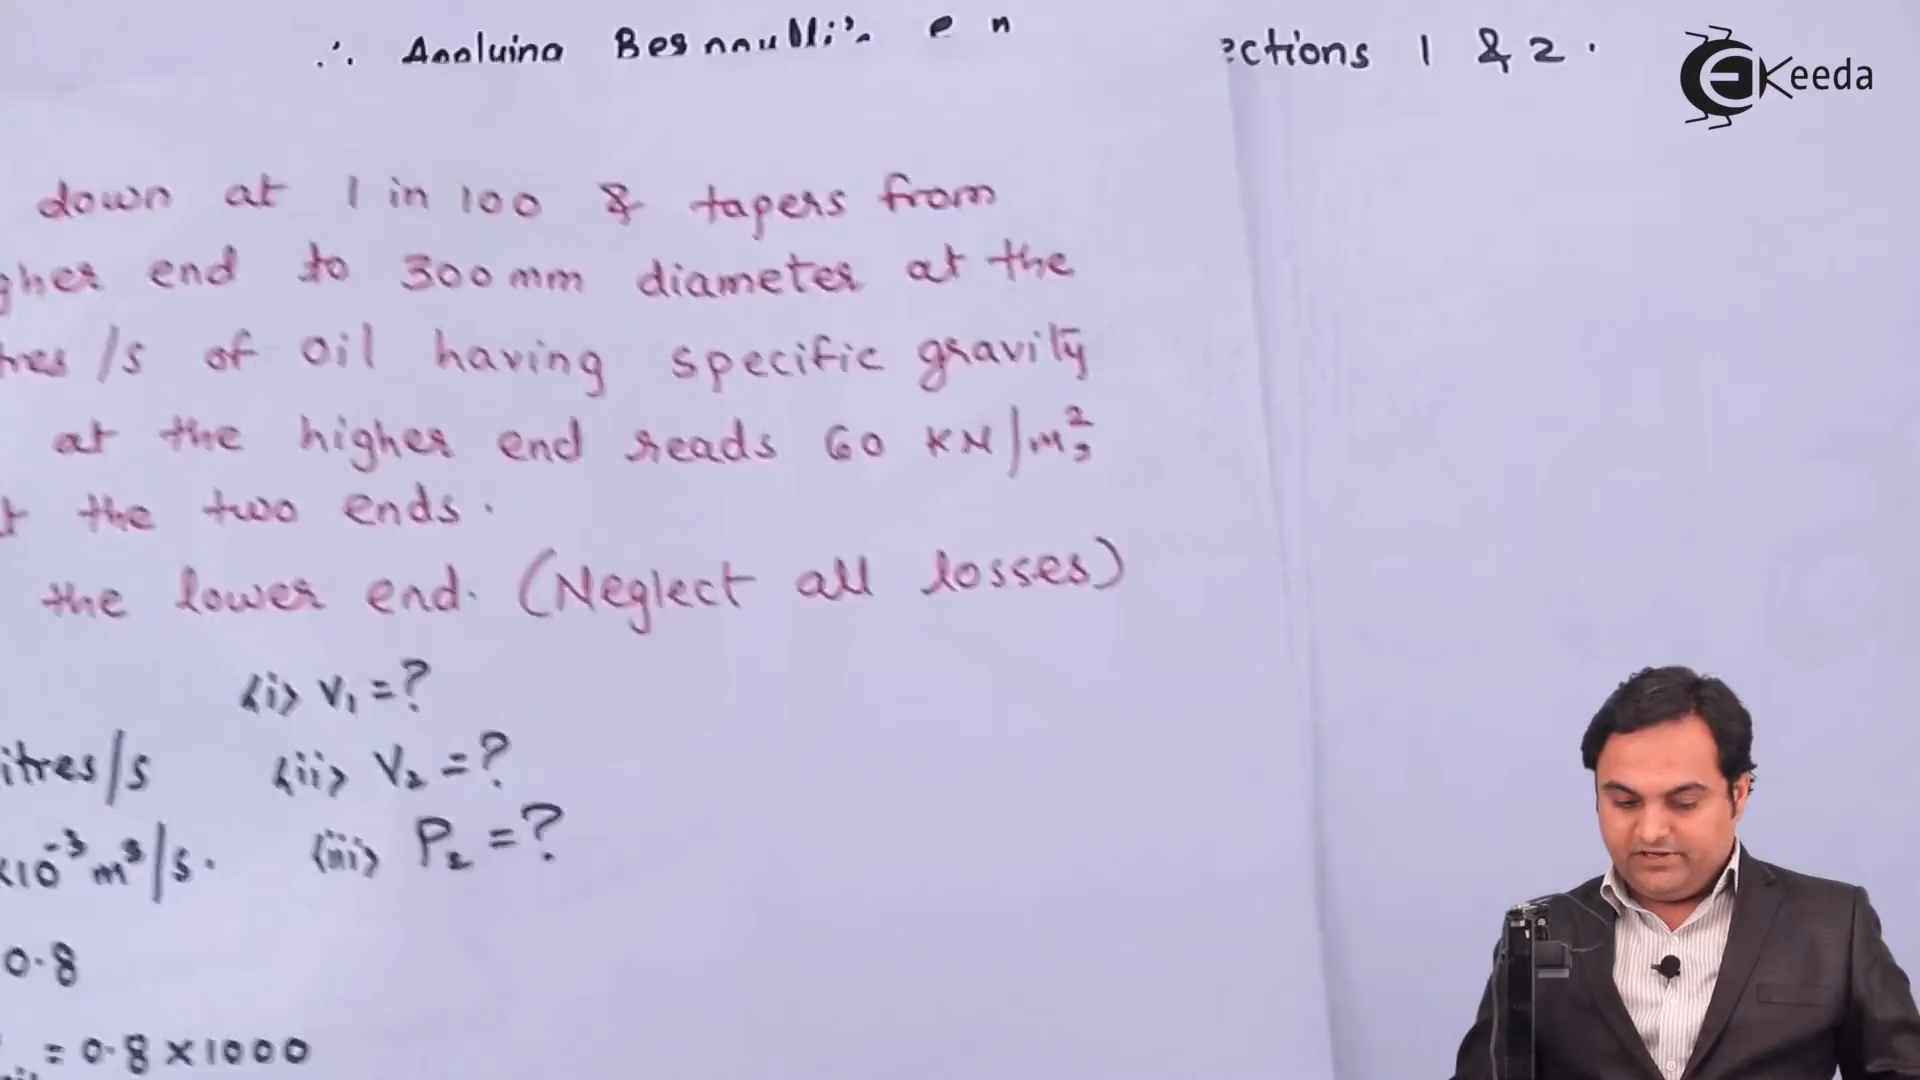 ∴ Applying Bernoulli's e n ections 1 & 2.
Ekeeda
down at 1 in 100 & tapers from
gher end to 300 mm diameter at the
tres /s of oil having specific gravity
at the higher end reads 60 KN/m²,
t the two ends.
the lower end. (Neglect all losses)
<i> V₁ = ?
itres/s <ii> V₂ = ?
x10⁻³ m³/s. <iii> P₂ = ?
0.8
= 0.8 x 1000